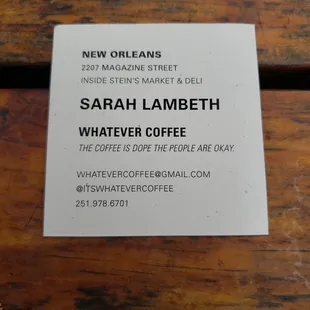 NEW ORLEANS
2207 MAGAZINE STREET
INSIDE STEIN'S MARKET & DELI
SARAH LAMBETH
WHATEVER COFFEE
THE COFFEE IS DOPE THE PEOPLE ARE OKAY.
WHATEVERCOFFEE@GMAIL.COM
@ITSWHATEVERCOFFEE
251.978.6701